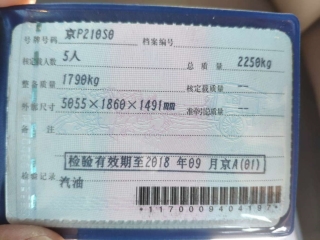 号牌号码 京P21050 档案编号
核定载人数 5人 总质量 2250kg
整备质量 1790kg 核定载质量 --
外廓尺寸 5055×1860×1491mm 准牵引总质量 --
备注
检验有效期至2018年09月京A(01)
检验记录 汽油